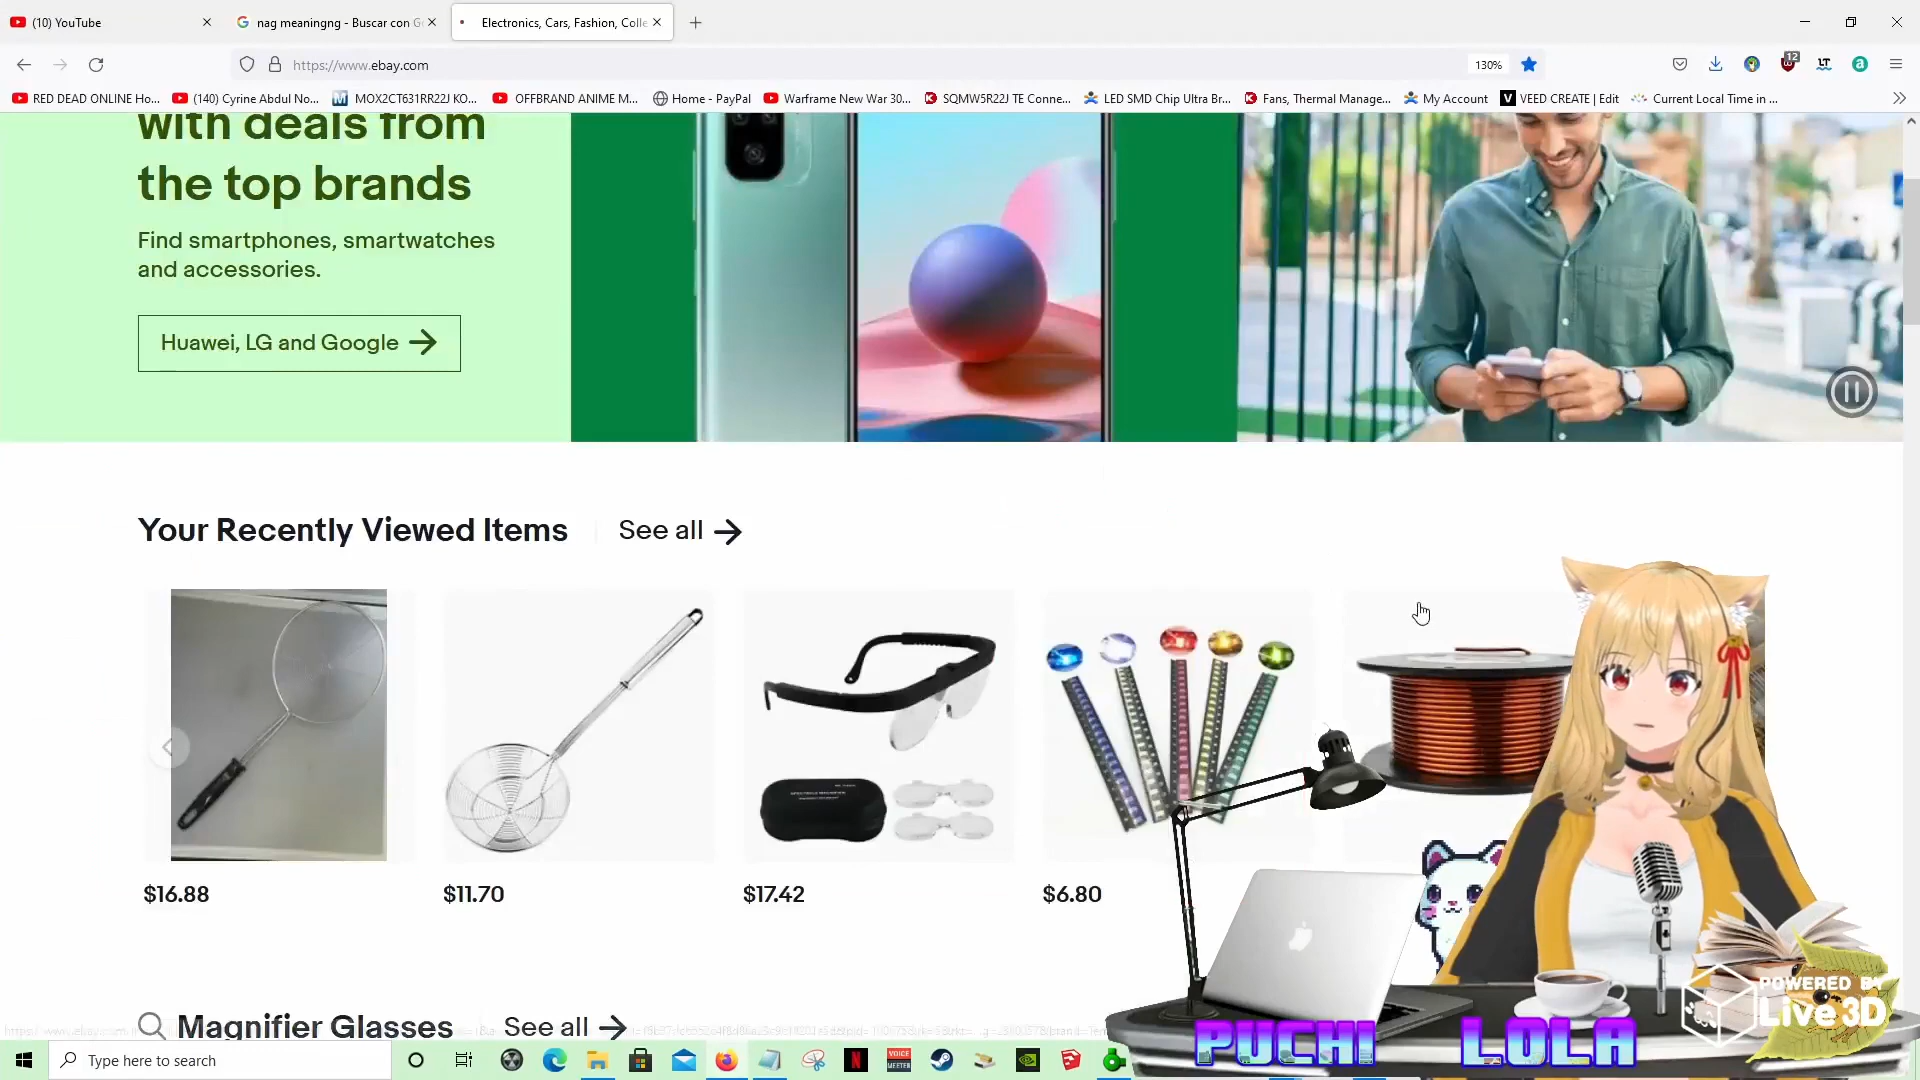 (10) YouTube
nag meaningng - Buscar con G
Electronics, Cars, Fashion, Colle
https://www.ebay.com
130%
12
RED DEAD ONLINE Ho...
(140) Cyrine Abdul No...
MOX2CT631RR22J KO...
OFFBRAND ANIME M...
Home - PayPal
Warframe New War 30...
SQMW5R22J TE Conne...
LED SMD Chip Ultra Br...
Fans, Thermal Manage...
My Account
VEED CREATE | Edit
Current Local Time in ...
with deals from
the top brands
Find smartphones, smartwatches
and accessories.
Huawei, LG and Google
Your Recently Viewed Items
See all
$16.88
$11.70
$17.42
$6.80
Magnifier Glasses
See all
POWERED BY
Live3D
PUCHI LOLA
Type here to search
VOICE
MEETER